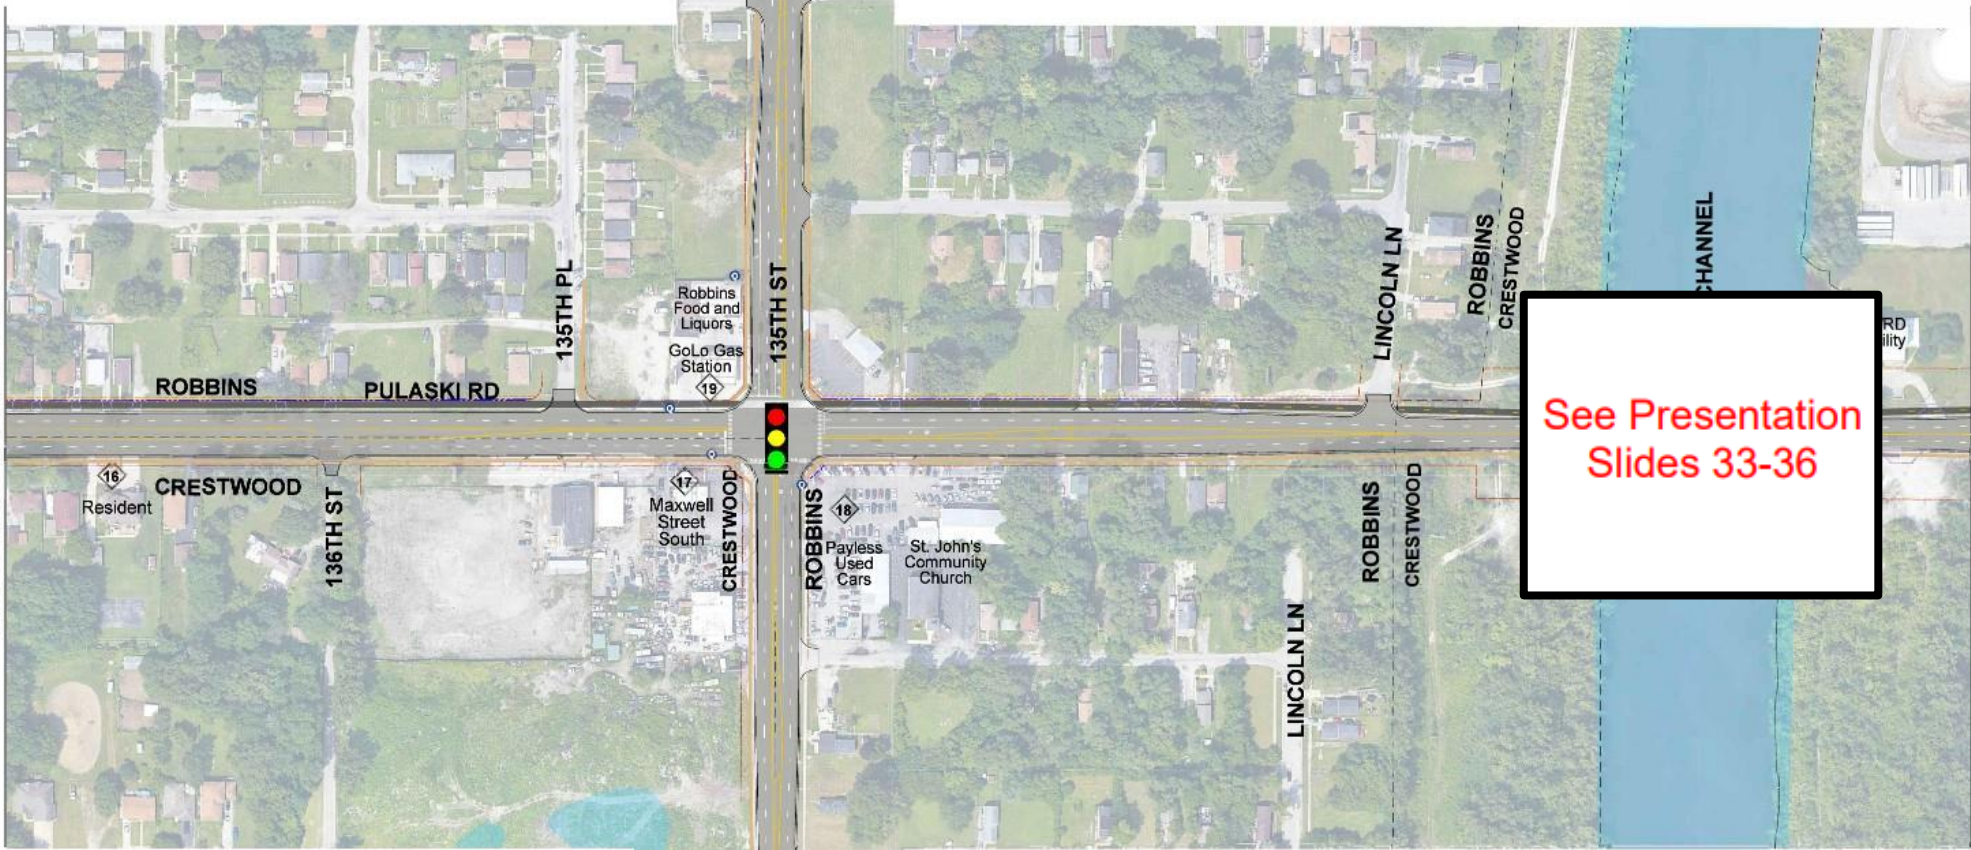 CHANNEL
LINCOLN LN
ROBBINS
CRESTWOOD
135TH PL
135TH ST
Robbins
Food and
Liquors
GoLo Gas
Station
19
ROBBINS
PULASKI RD
See Presentation
Slides 33-36
16
Resident
CRESTWOOD
136TH ST
17
Maxwell
Street
South
CRESTWOOD
ROBBINS
18
Payless
Used
Cars
St. John's
Community
Church
ROBBINS
CRESTWOOD
LINCOLN LN